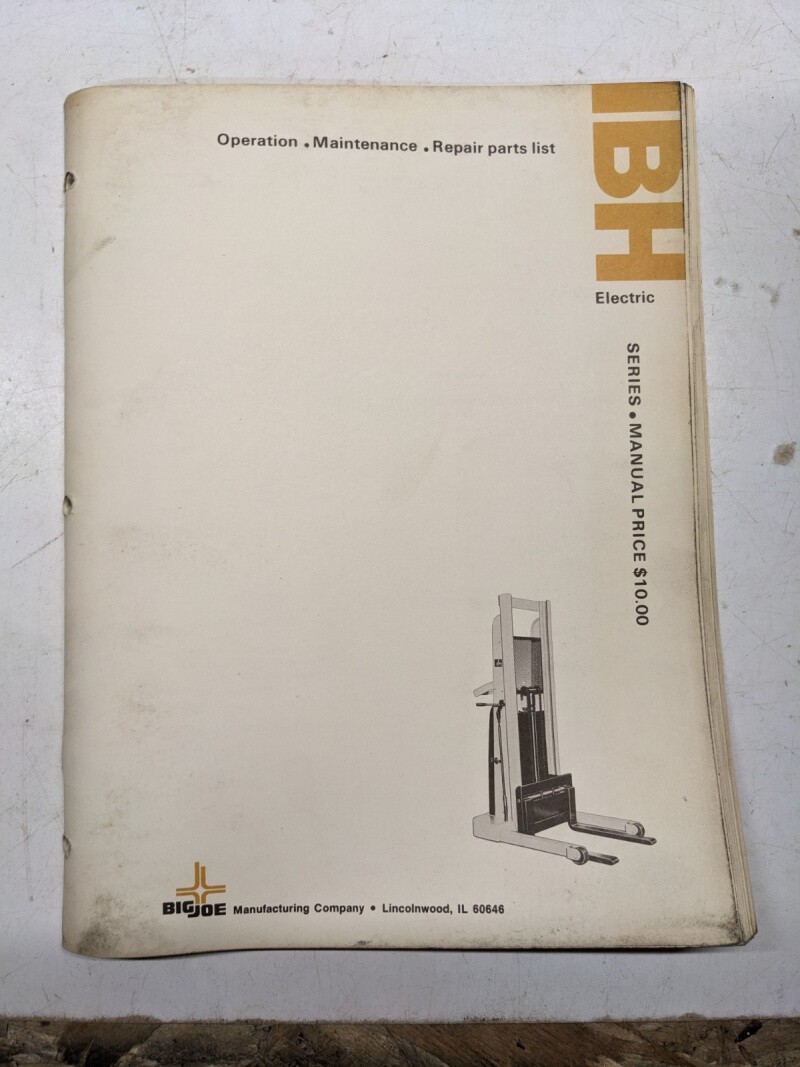 Operation • Maintenance • Repair parts list
IBH
Electric
SERIES • MANUAL PRICE $10.00
BIG JOE Manufacturing Company • Lincolnwood, IL 60646